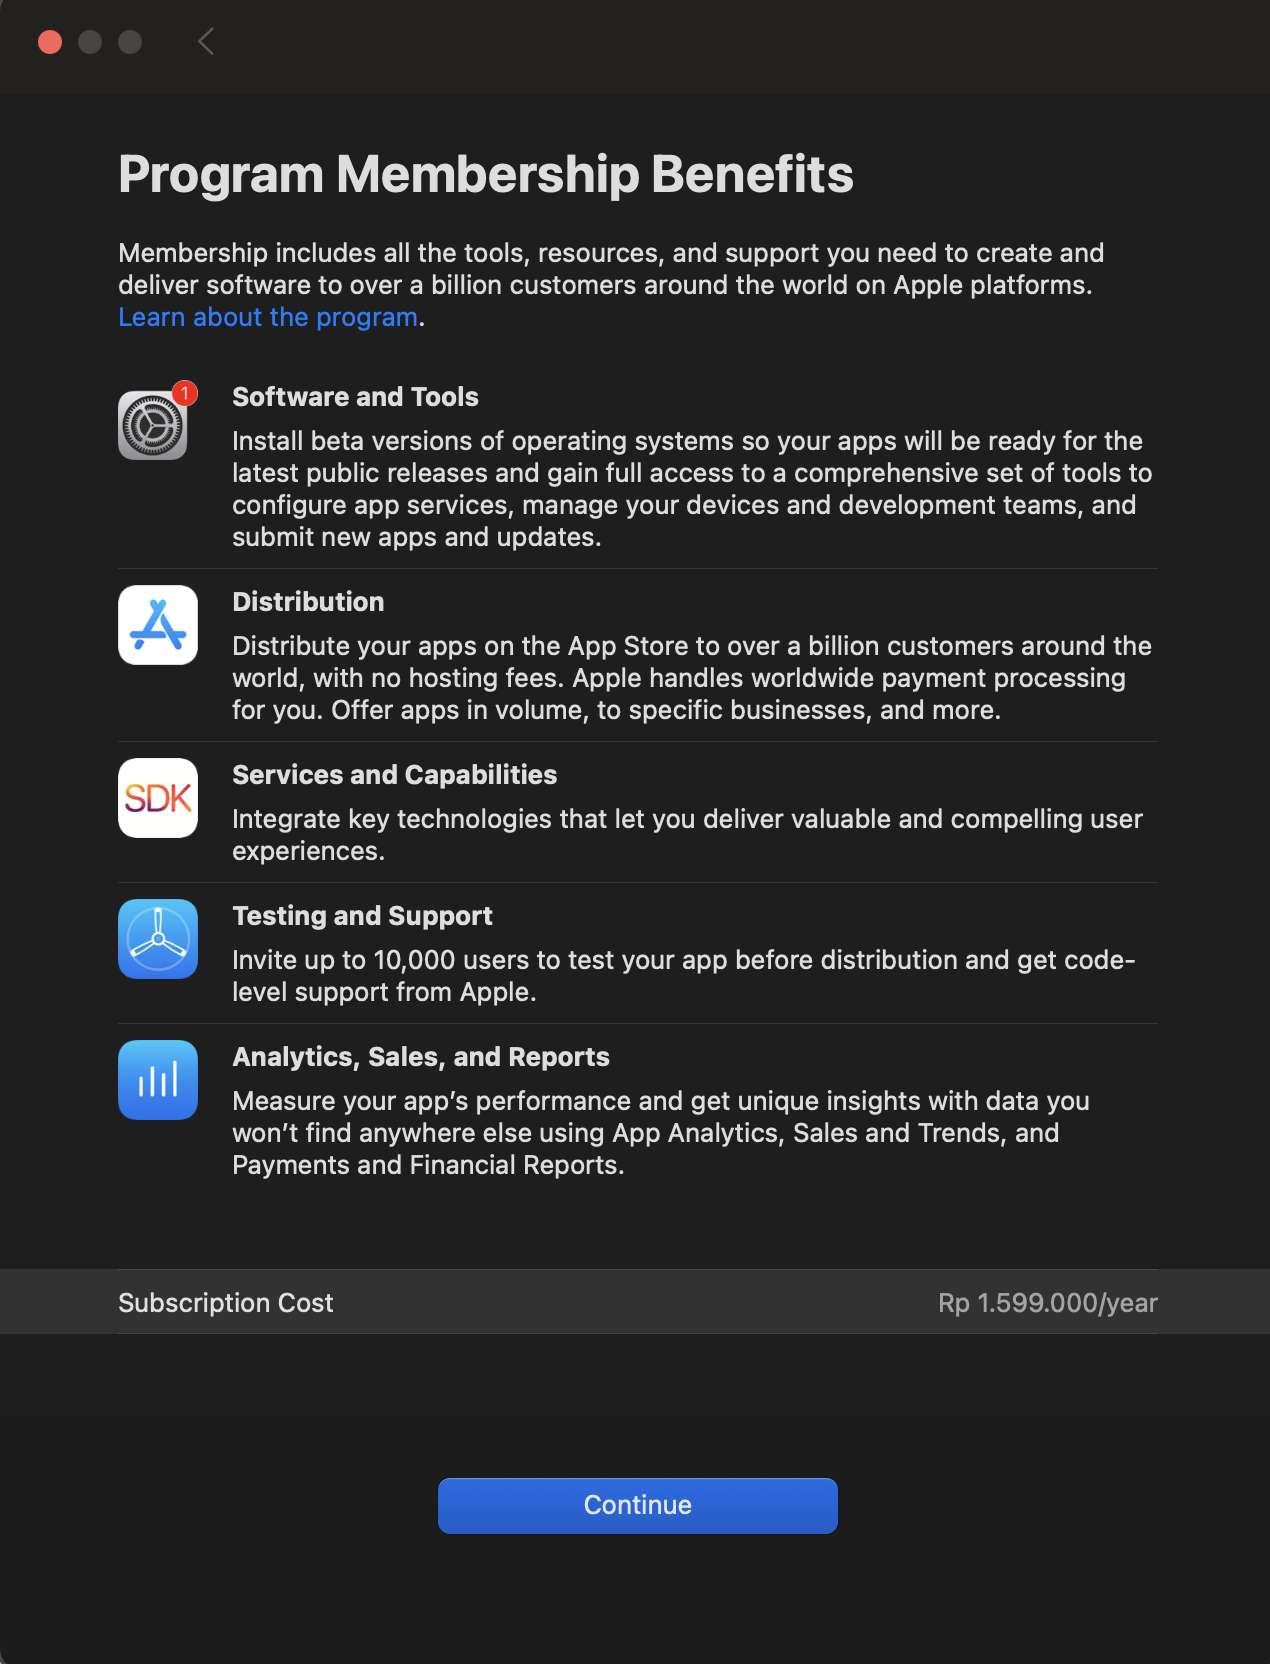 Program Membership Benefits
Membership includes all the tools, resources, and support you need to create and
deliver software to over a billion customers around the world on Apple platforms.
Learn about the program.
1
Software and Tools
Install beta versions of operating systems so your apps will be ready for the
latest public releases and gain full access to a comprehensive set of tools to
configure app services, manage your devices and development teams, and
submit new apps and updates.
Distribution
Distribute your apps on the App Store to over a billion customers around the
world, with no hosting fees. Apple handles worldwide payment processing
for you. Offer apps in volume, to specific businesses, and more.
SDK
Services and Capabilities
Integrate key technologies that let you deliver valuable and compelling user
experiences.
Testing and Support
Invite up to 10,000 users to test your app before distribution and get code-
level support from Apple.
Analytics, Sales, and Reports
Measure your app’s performance and get unique insights with data you
won’t find anywhere else using App Analytics, Sales and Trends, and
Payments and Financial Reports.
Subscription Cost Rp 1.599.000/year
Continue